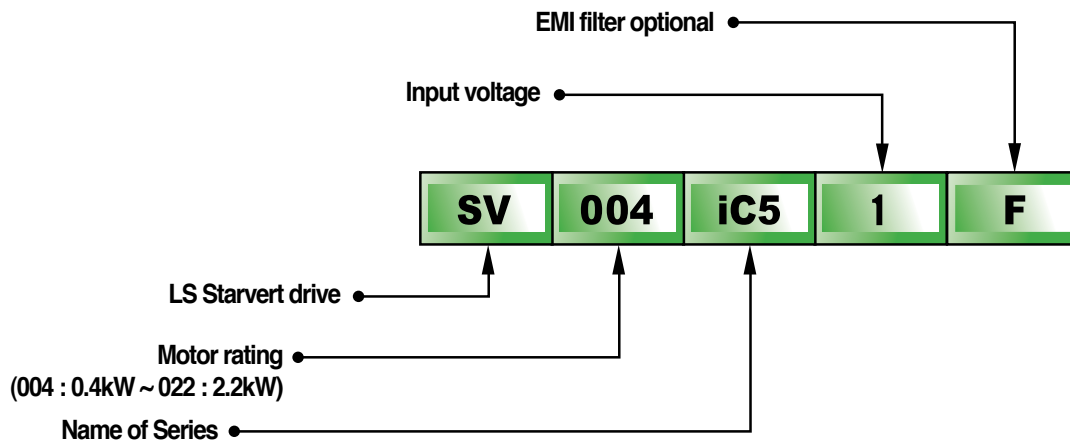 EMI filter optional
Input voltage
SV 004 iC5 1 F
LS Starvert drive
Motor rating
(004 : 0.4kW ~ 022 : 2.2kW)
Name of Series